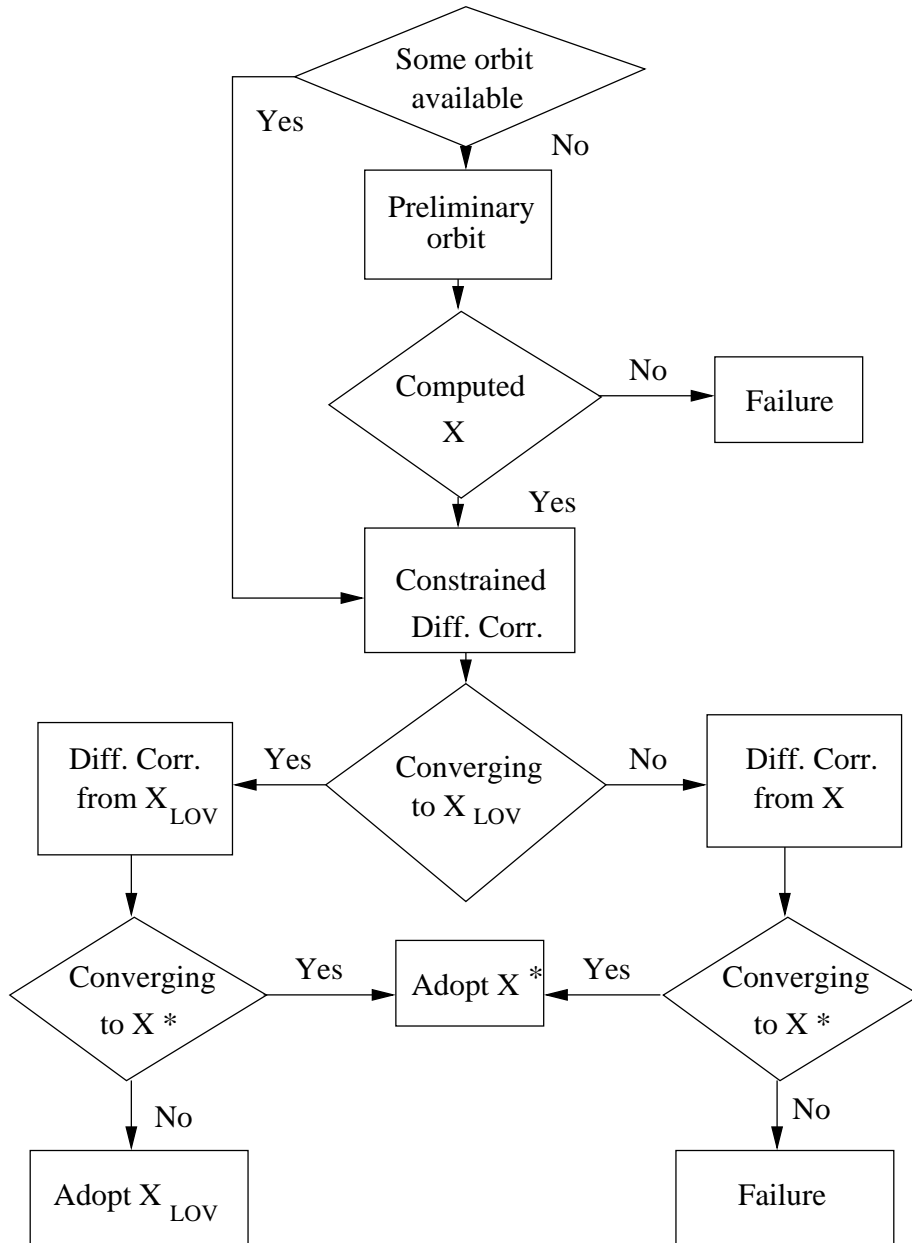 Some orbit
available
Yes
No
Preliminary
orbit
Computed
X
No
Failure
Yes
Constrained
Diff. Corr.
Diff. Corr.
from X LOV
Yes
Converging
to X LOV
No
Diff. Corr.
from X
Converging
to X *
Yes
Adopt X *
Yes
Converging
to X *
No
No
Adopt X LOV
Failure